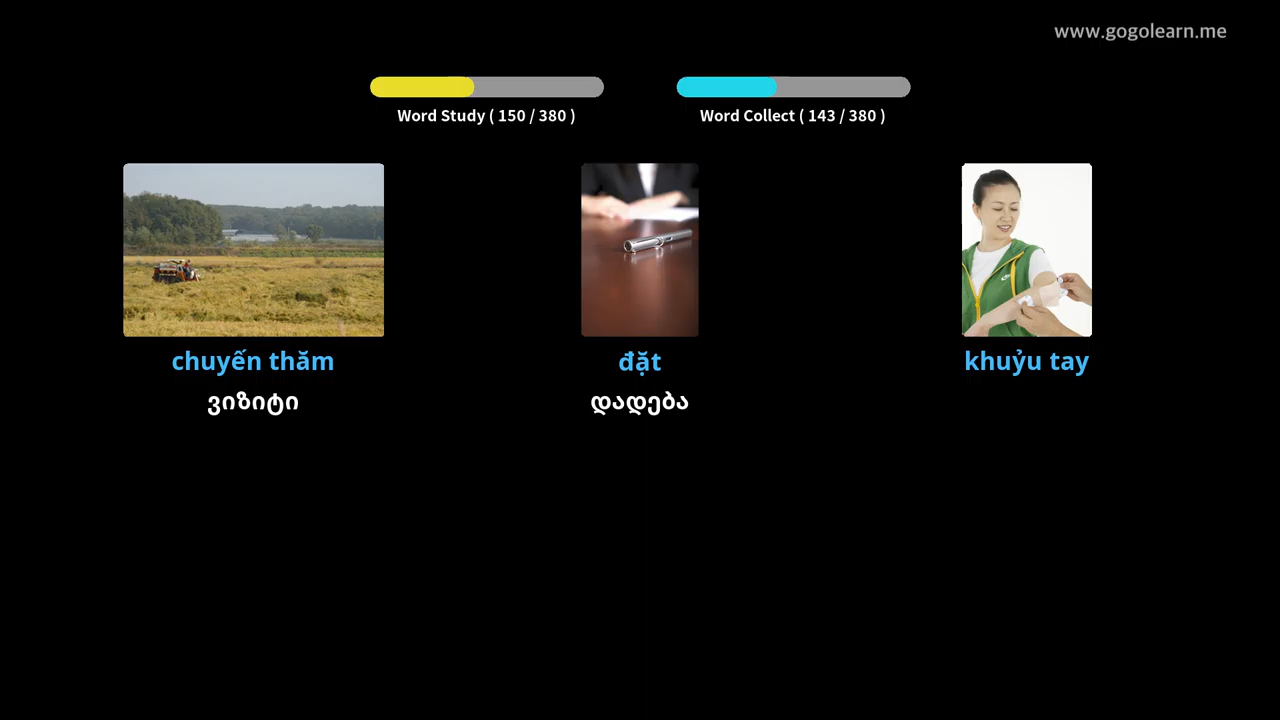 www.gogolearn.me
Word Study ( 150 / 380 )
Word Collect ( 143 / 380 )
chuyến thăm
ვიზიტი
đặt
დადება
khuỷu tay